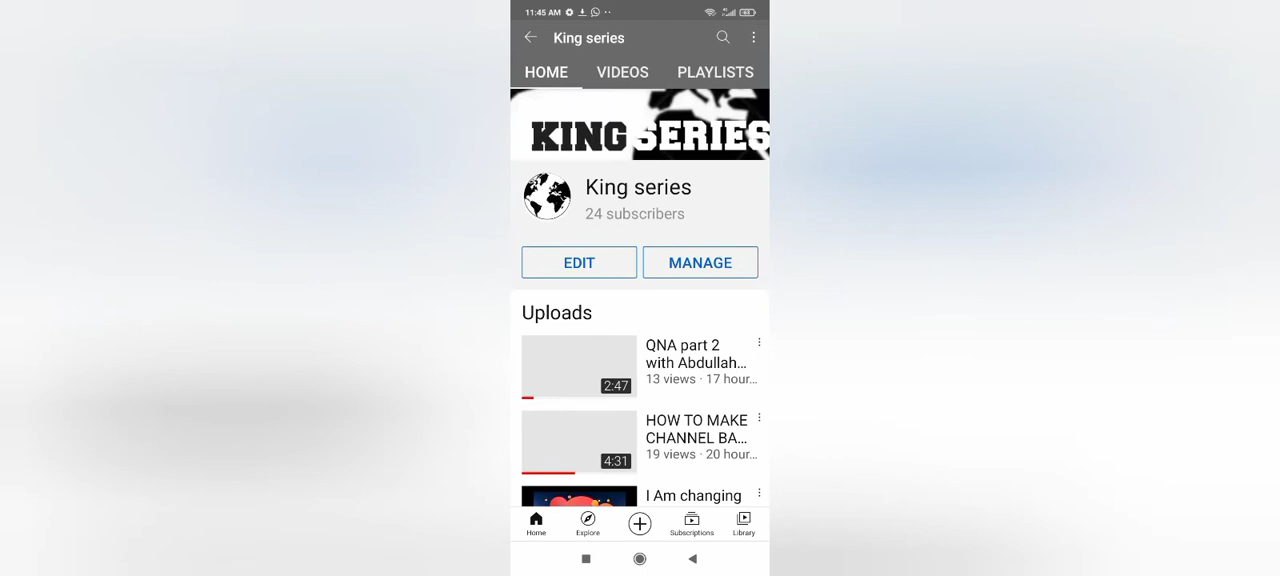 11:45 AM
King series
HOME VIDEOS PLAYLISTS
KING SERIES
King series
24 subscribers
EDIT MANAGE
Uploads
QNA part 2
with Abdullah...
13 views · 17 hour...
2:47
HOW TO MAKE
CHANNEL BA...
19 views · 20 hour...
4:31
I Am changing
Home Explore Subscriptions Library